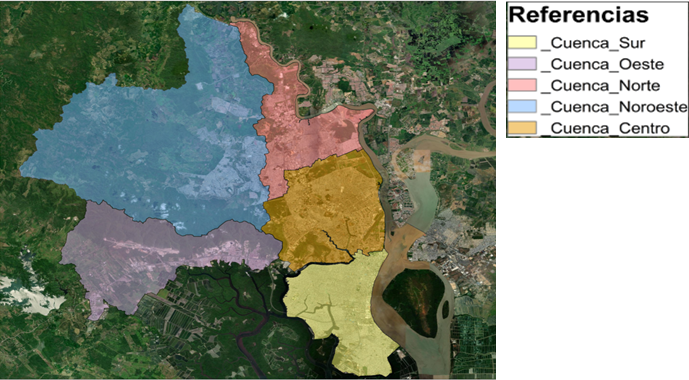 Referencias
_Cuenca_Sur
_Cuenca_Oeste
_Cuenca_Norte
_Cuenca_Noroeste
_Cuenca_Centro